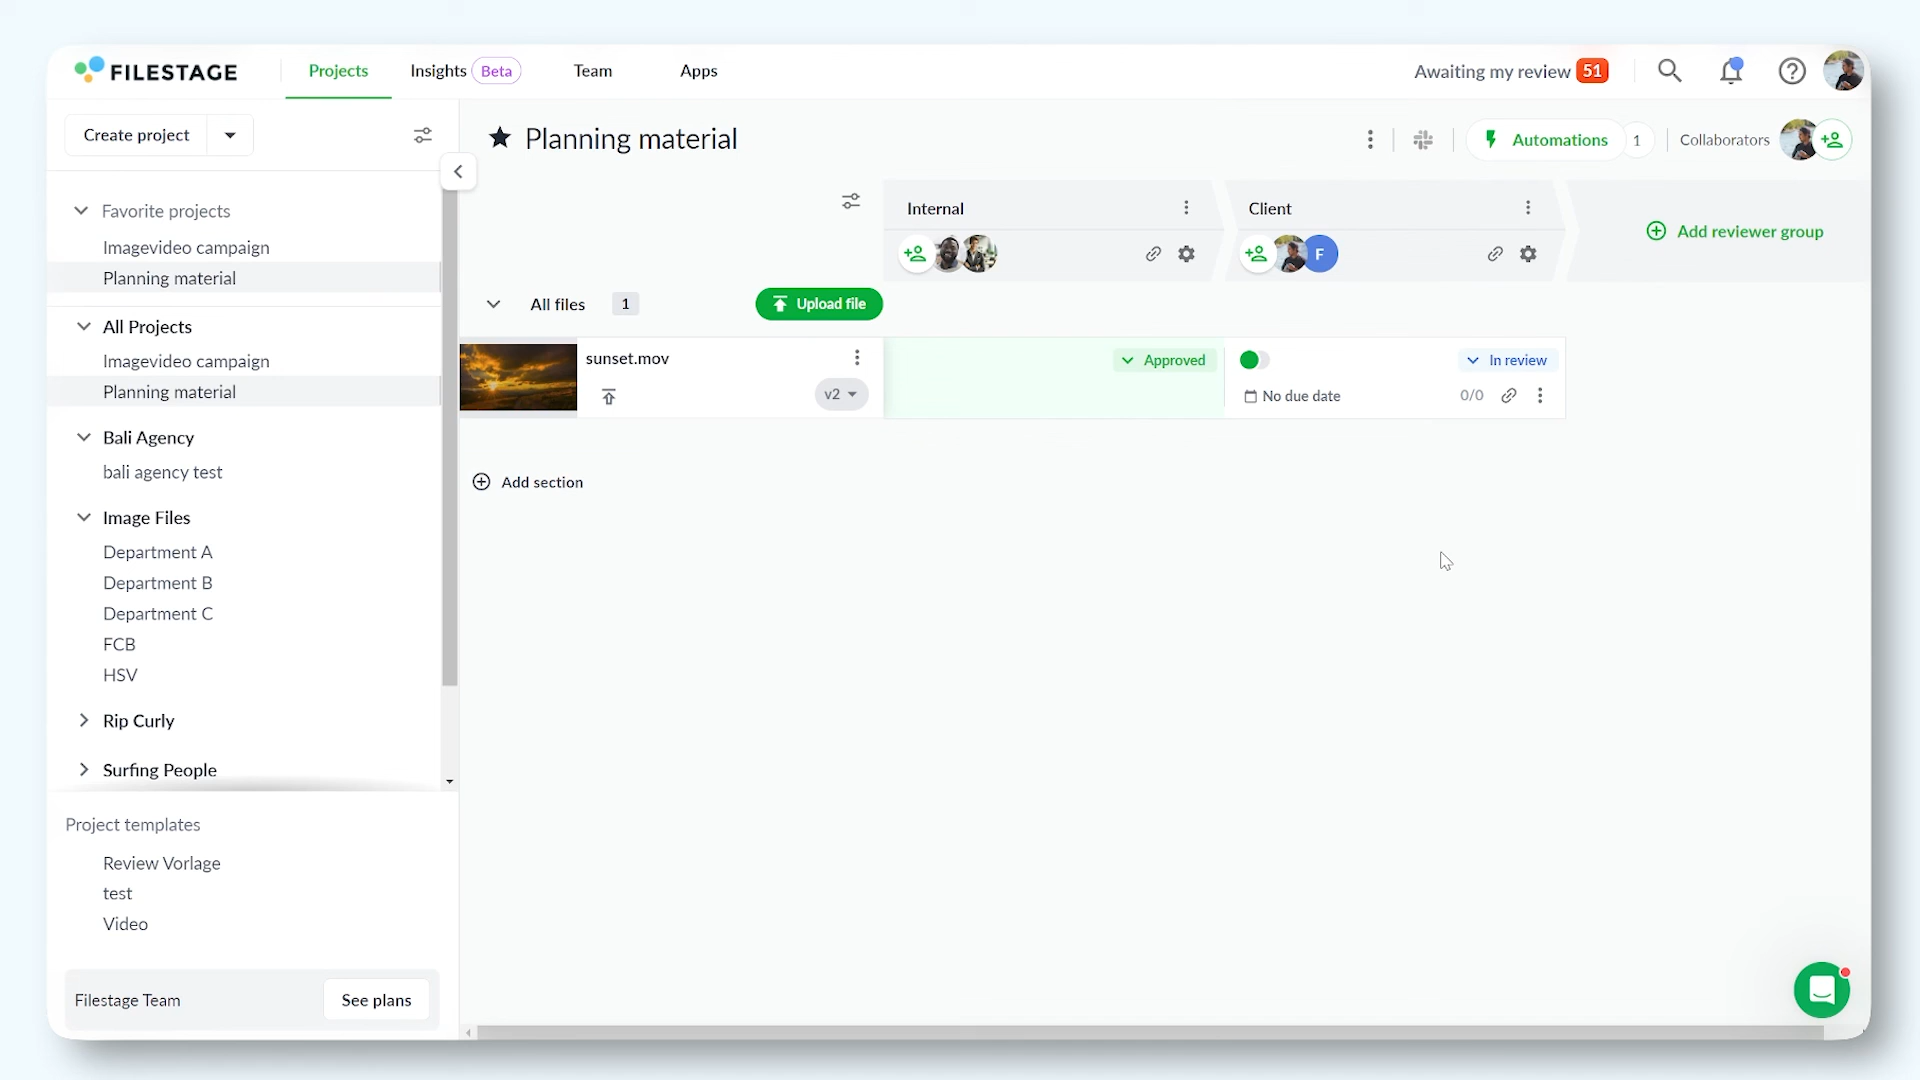 FILESTAGE
Projects
Insights Beta
Team
Apps
Awaiting my review 51
Create project
Planning material
Automations 1
Collaborators
Favorite projects
Imagevideo campaign
Planning material
All Projects
Imagevideo campaign
Planning material
Bali Agency
bali agency test
Image Files
Department A
Department B
Department C
FCB
HSV
Rip Curly
Surfing People
Project templates
Review Vorlage
test
Video
Filestage Team
See plans
Internal
Client
F
Add reviewer group
All files 1
Upload file
sunset.mov
v2
Approved
In review
No due date
0/0
Add section